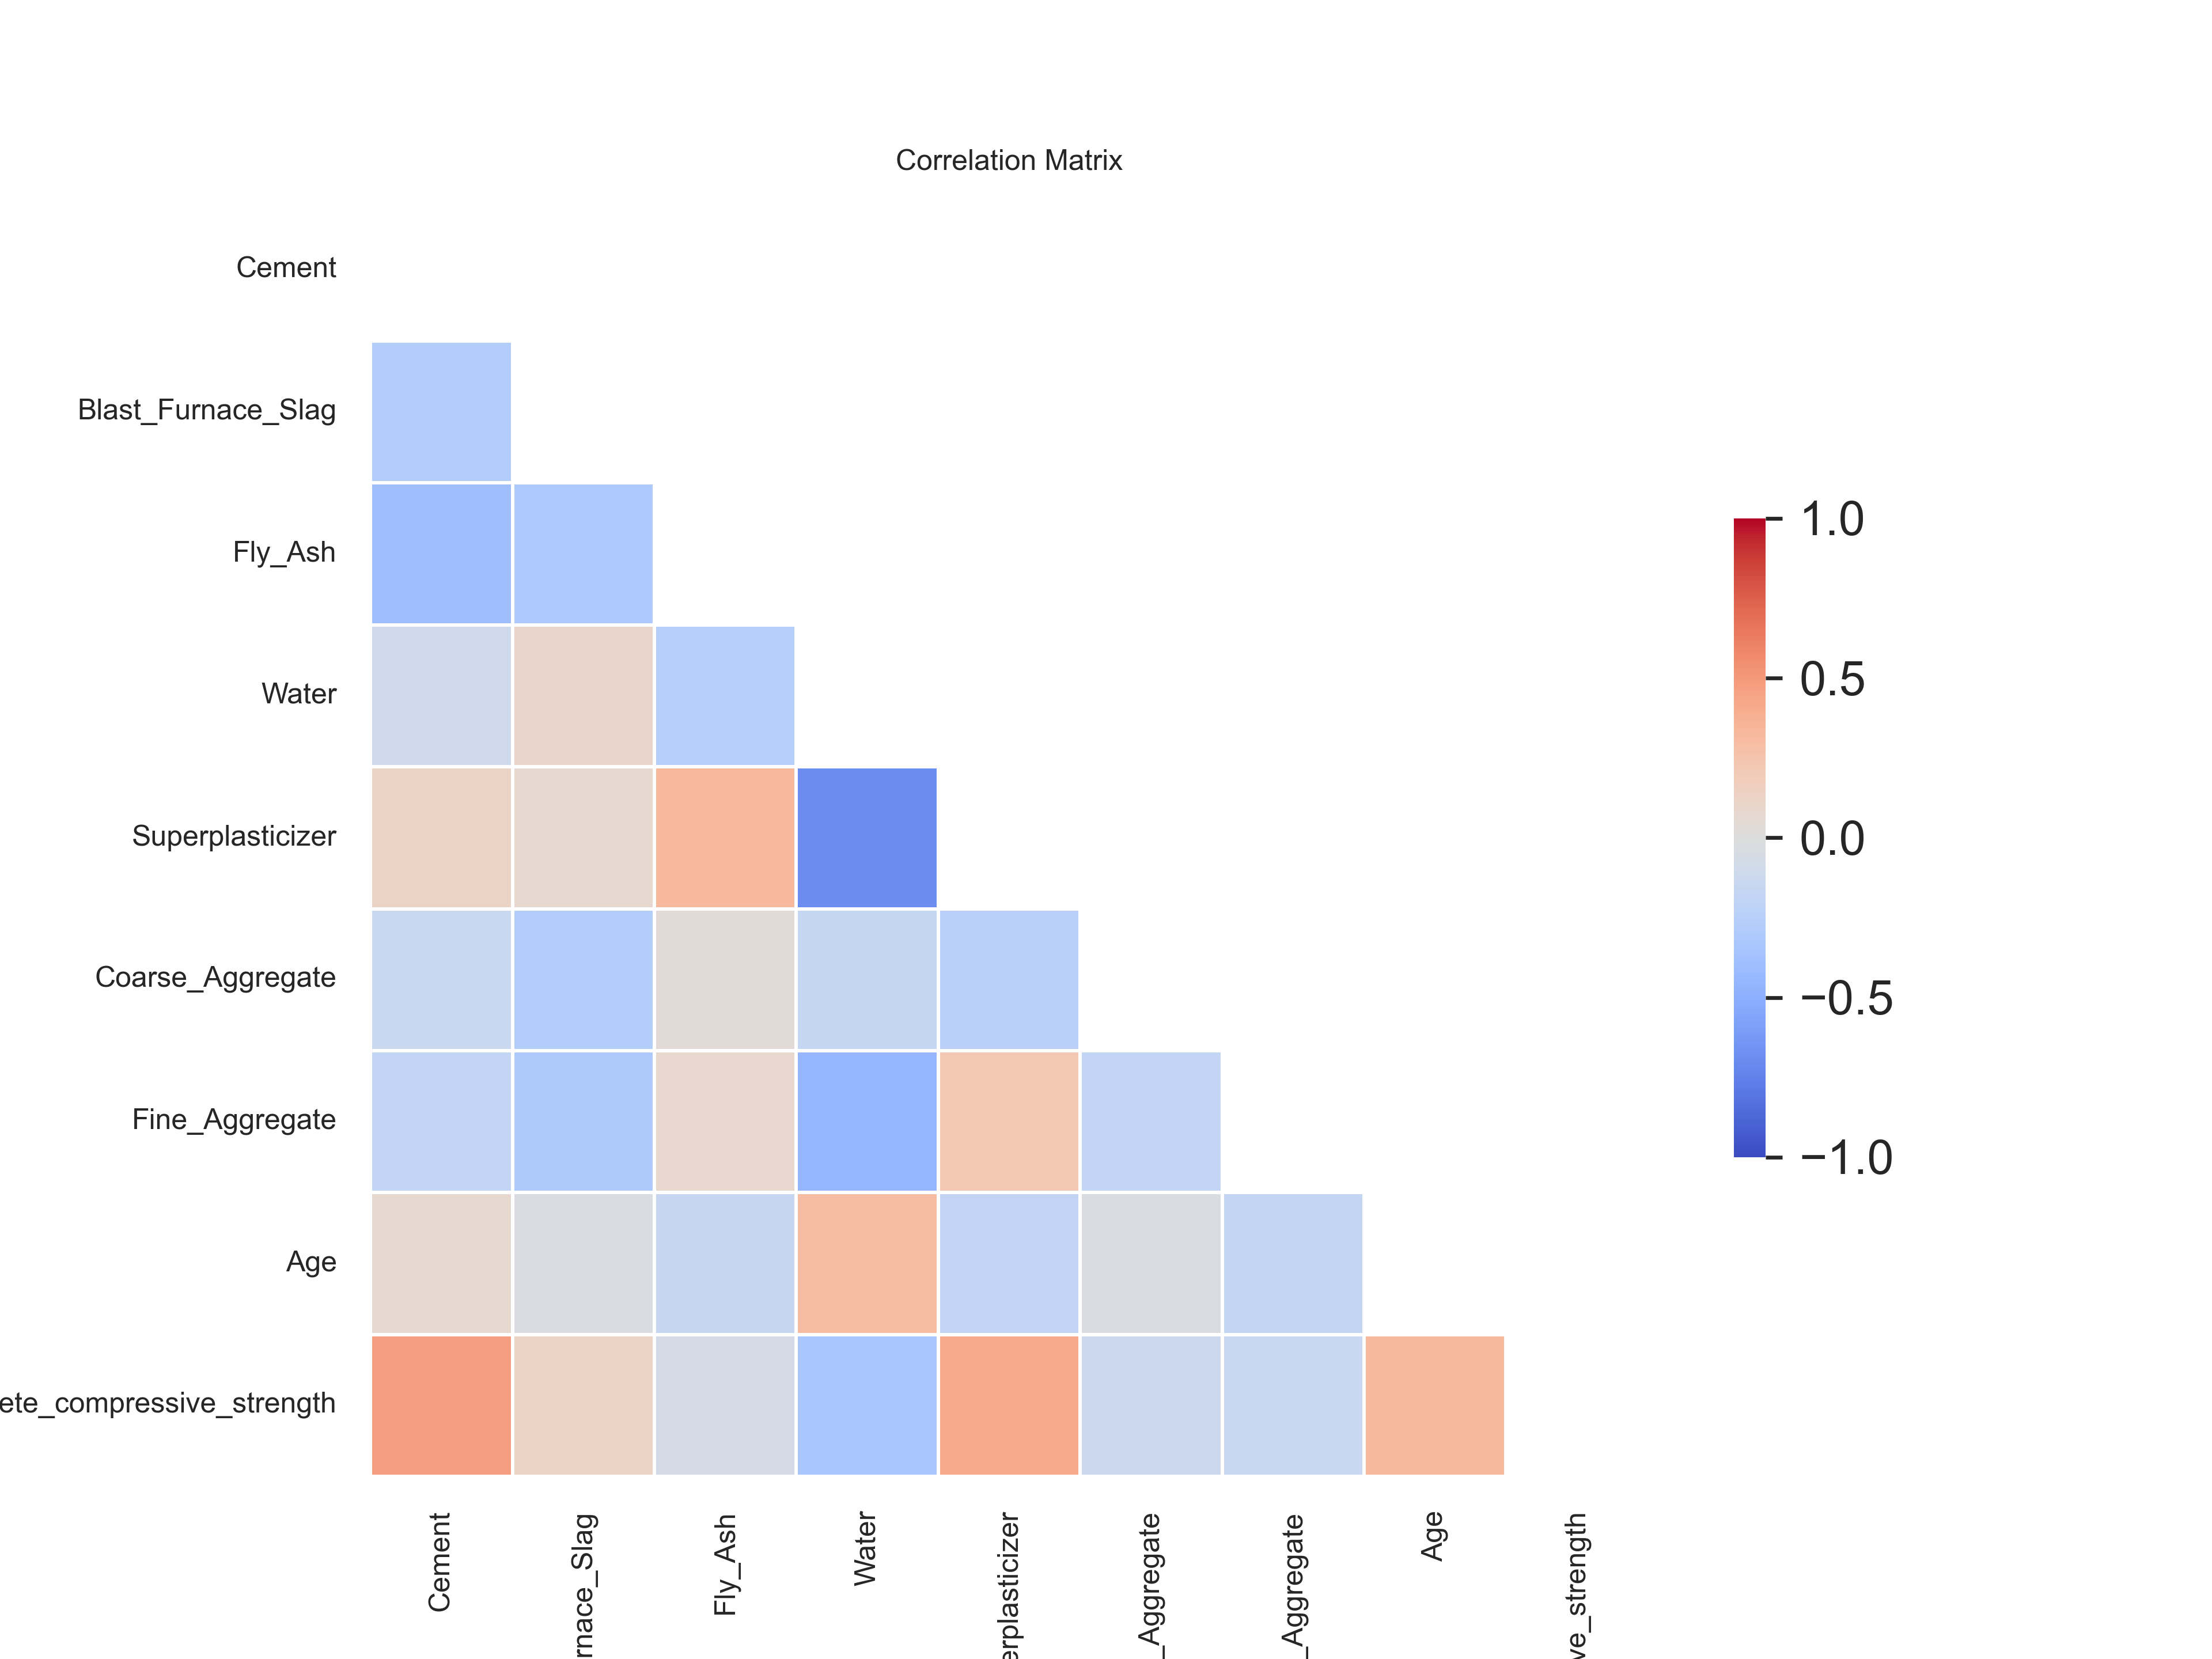 Correlation Matrix
Cement
Blast_Furnace_Slag
Fly_Ash
Water
Superplasticizer
Coarse_Aggregate
Fine_Aggregate
Age
ete_compressive_strength
1.0
0.5
0.0
−0.5
−1.0
Cement
rnace_Slag
Fly_Ash
Water
erplasticizer
_Aggregate
_Aggregate
Age
ve_strength